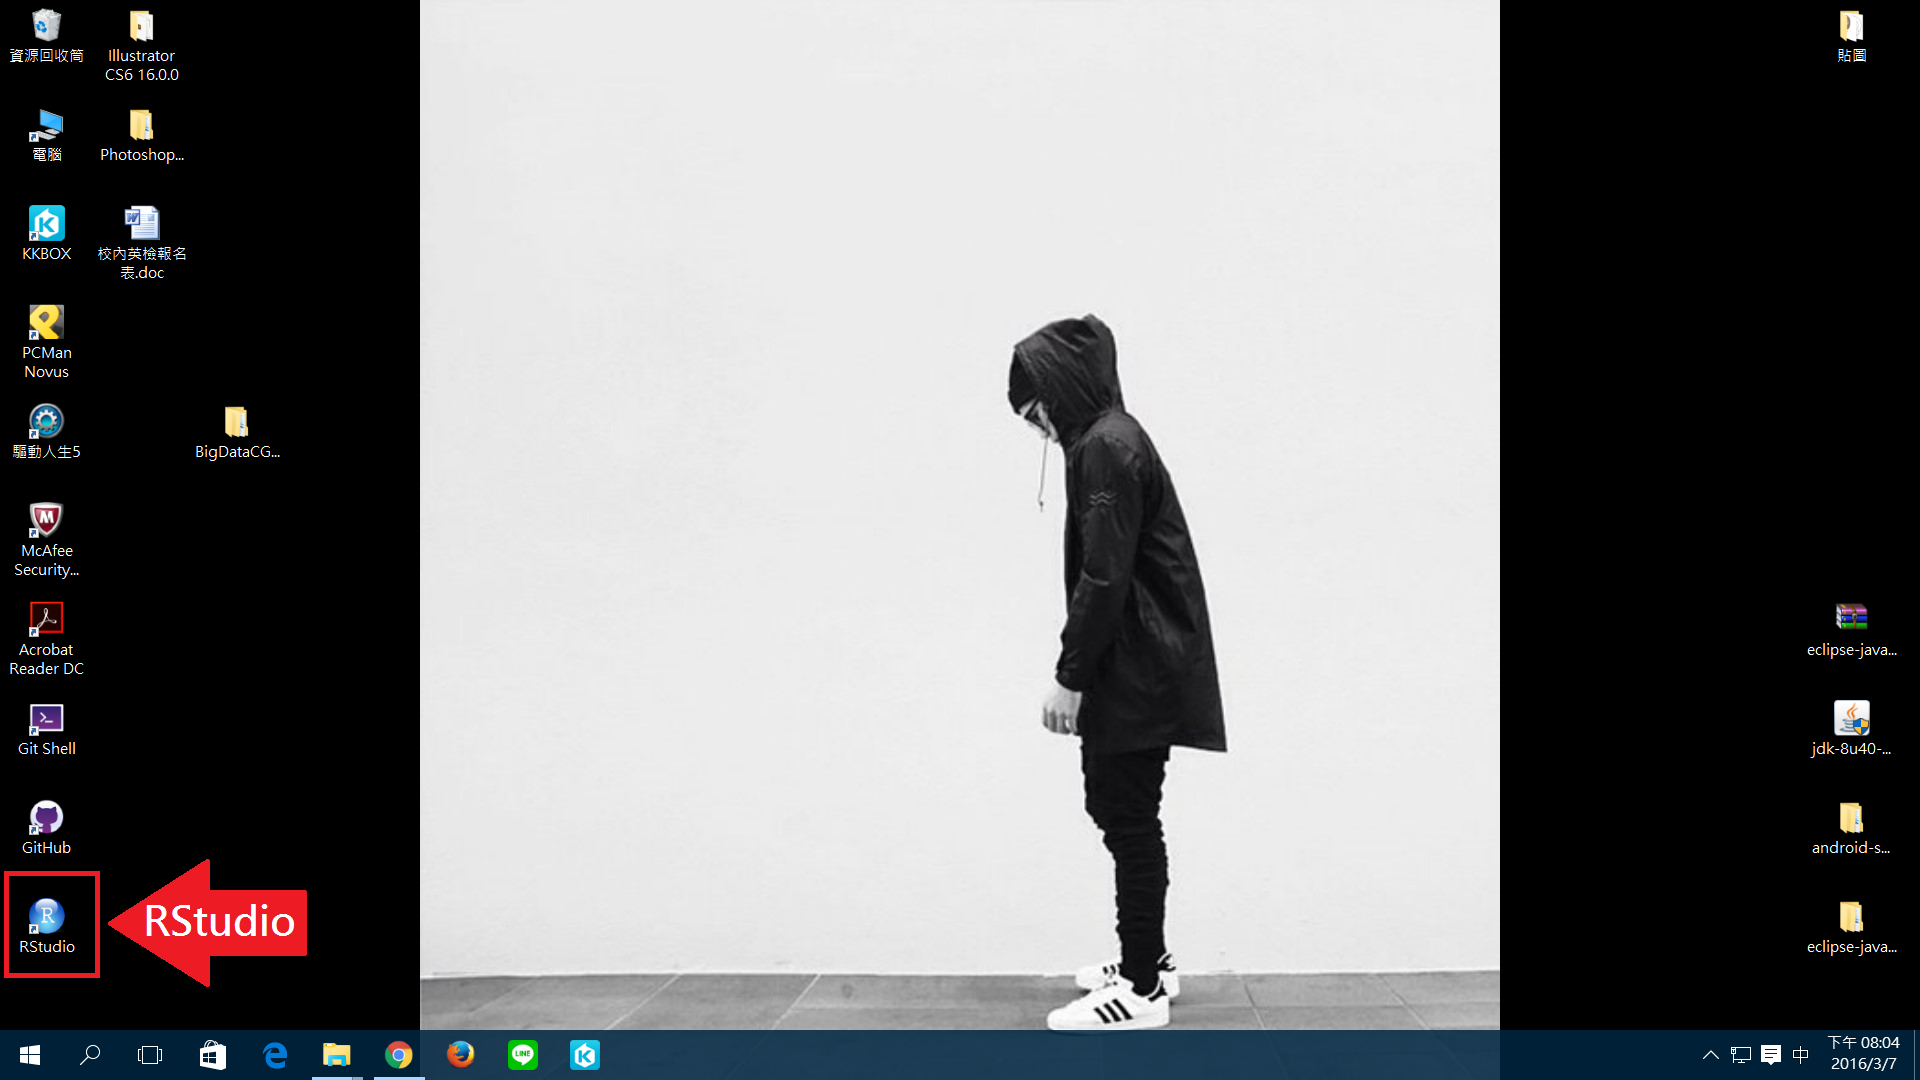 資源回收筒
Illustrator
CS6 16.0.0
貼圖
電腦
Photoshop...
KKBOX
校內英檢報名
表.doc
PCMan
Novus
驅動人生5
BigDataCG...
McAfee
Security...
Acrobat
Reader DC
eclipse-java...
Git Shell
jdk-8u40-...
GitHub
android-s...
R
RStudio
RStudio
eclipse-java...
LINE
中
下午 08:04
2016/3/7